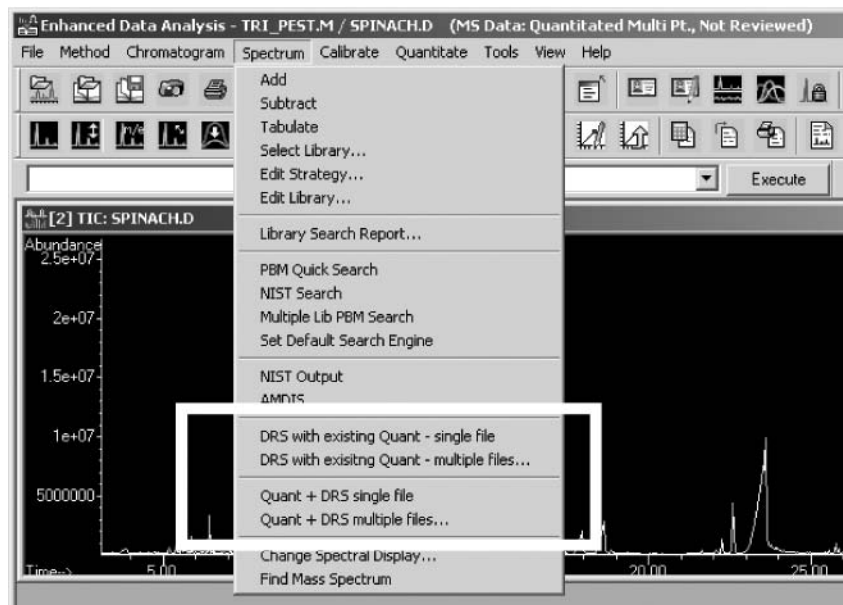 Enhanced Data Analysis - TRI_PEST.M / SPINACH.D (MS Data: Quantitated Multi Pt., Not Reviewed)
File Method Chromatogram Spectrum Calibrate Quantitate Tools View Help
Add
Subtract
Tabulate
Select Library...
Edit Strategy...
Edit Library...
Execute
[2] TIC: SPINACH.D
Library Search Report...
Abundance
2.5e+07
PBM Quick Search
NIST Search
2e+07
Multiple Lib PBM Search
Set Default Search Engine
1.5e+07
NIST Output
AMDIS
1e+07
DRS with existing Quant - single file
DRS with exisitng Quant - multiple files...
5000000
Quant + DRS single file
Quant + DRS multiple files...
Change Spectral Display...
Time--> 5.00 20.00 25.00
Find Mass Spectrum